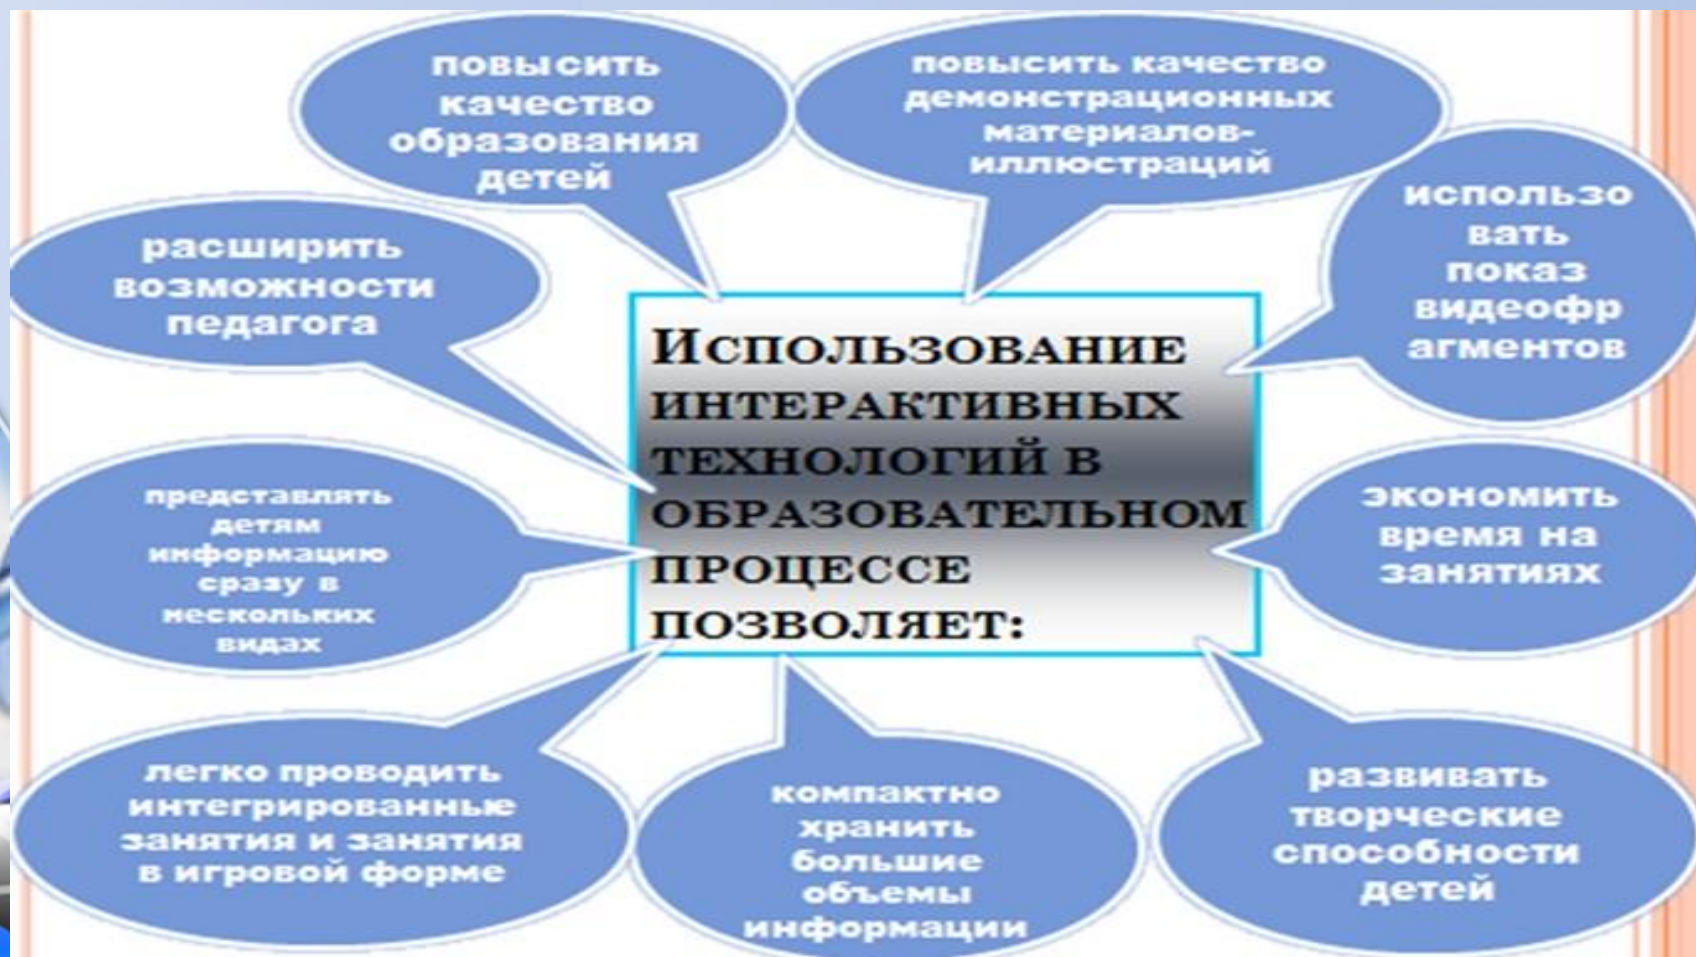 повысить
качество
образования
детей
повысить качество
демонстрационных
материалов-
иллюстраций
использо
вать
показ
видеофр
агментов
расширить
возможности
педагога
Использование
интерактивных
технологий в
образовательном
процессе
позволяет:
представлять
детям
информацию
сразу в
нескольких
видах
экономить
время на
занятиях
легко проводить
интегрированные
занятия и занятия
в игровой форме
компактно
хранить
большие
объемы
информации
развивать
творческие
способности
детей